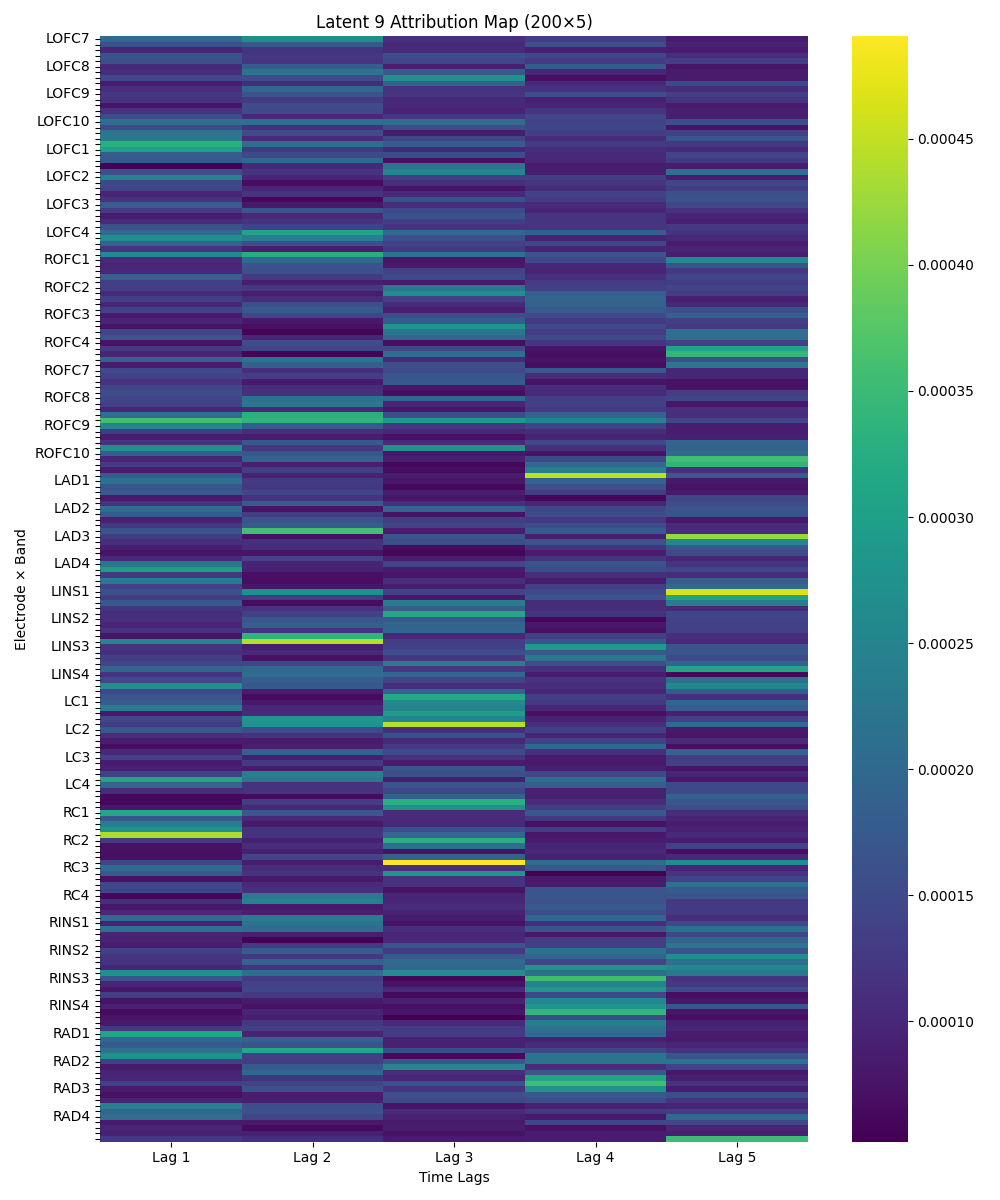 Latent 9 Attribution Map (200×5)
LOFC7
LOFC8
LOFC9
LOFC10
LOFC1
LOFC2
LOFC3
LOFC4
ROFC1
ROFC2
ROFC3
ROFC4
ROFC7
ROFC8
ROFC9
ROFC10
LAD1
LAD2
LAD3
LAD4
LINS1
LINS2
LINS3
LINS4
LC1
LC2
LC3
LC4
RC1
RC2
RC3
RC4
RINS1
RINS2
RINS3
RINS4
RAD1
RAD2
RAD3
RAD4
Electrode × Band
Lag 1
Lag 2
Lag 3
Lag 4
Lag 5
Time Lags
0.00045
0.00040
0.00035
0.00030
0.00025
0.00020
0.00015
0.00010